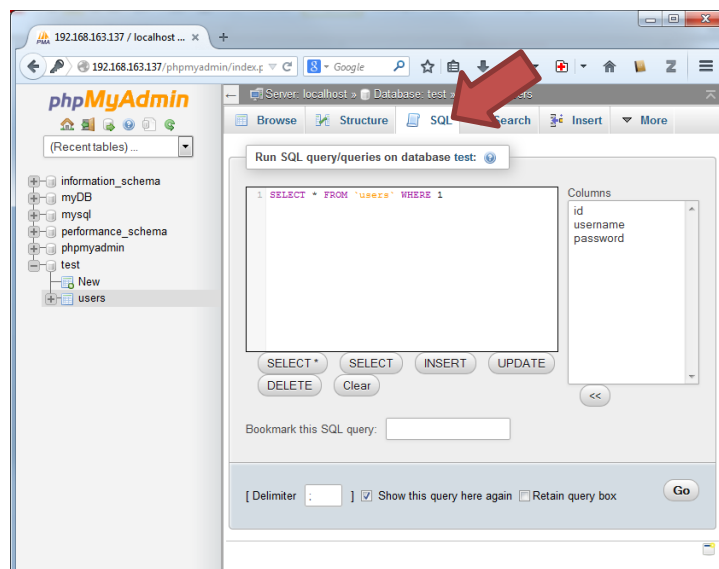 192.168.163.137 / localhost ...
192.168.163.137/phpmyadmin/index.p
Google
phpMyAdmin
(Recent tables) ...
information_schema
myDB
mysql
performance_schema
phpmyadmin
test
New
users
Server: localhost » Database: test »
Browse Structure SQL Search Insert More
Run SQL query/queries on database test:
1 SELECT * FROM `users` WHERE 1
Columns
id
username
password
SELECT * SELECT INSERT UPDATE
DELETE Clear
<<
Bookmark this SQL query:
[ Delimiter ; ] Show this query here again Retain query box Go